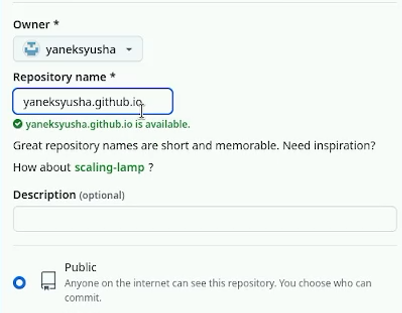 Owner *
yaneksyusha
Repository name *
yaneksyusha.github.io
yaneksyusha.github.io is available.
Great repository names are short and memorable. Need inspiration?
How about scaling-lamp ?
Description (optional)
Public
Anyone on the internet can see this repository. You choose who can
commit.